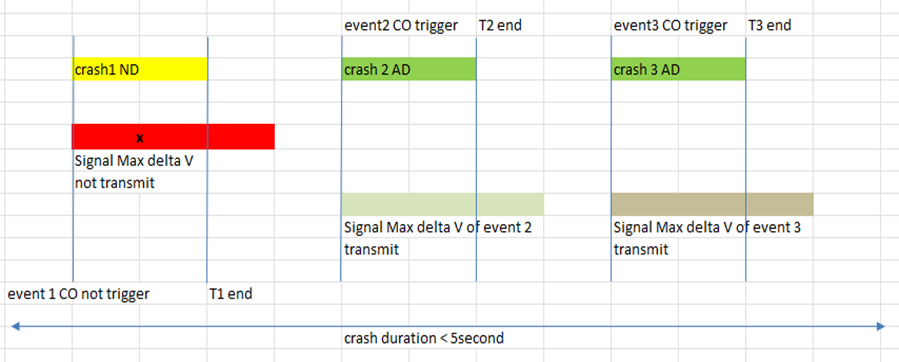 event2 CO trigger T2 end event3 CO trigger T3 end
crash1 ND crash 2 AD crash 3 AD
x
Signal Max delta V
not transmit
Signal Max delta V of event 2
transmit
Signal Max delta V of event 3
transmit
event 1 CO not trigger T1 end
crash duration < 5second